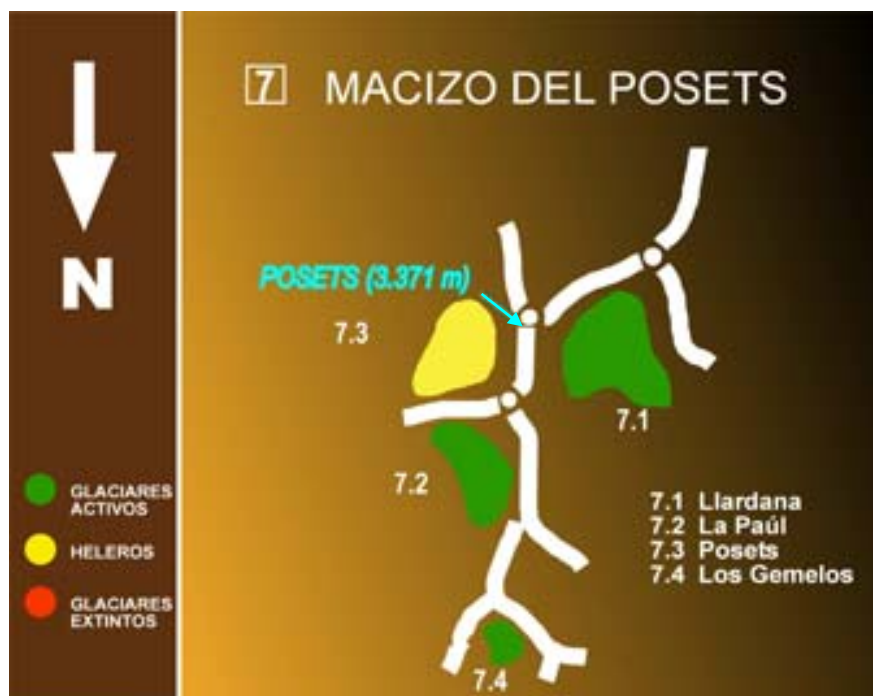 7 MACIZO DEL POSETS
N
POSETS (3.371 m)
7.3
7.1
7.2
7.4
GLACIARES
ACTIVOS
HELEROS
GLACIARES
EXTINTOS
7.1 Llardana
7.2 La Paúl
7.3 Posets
7.4 Los Gemelos